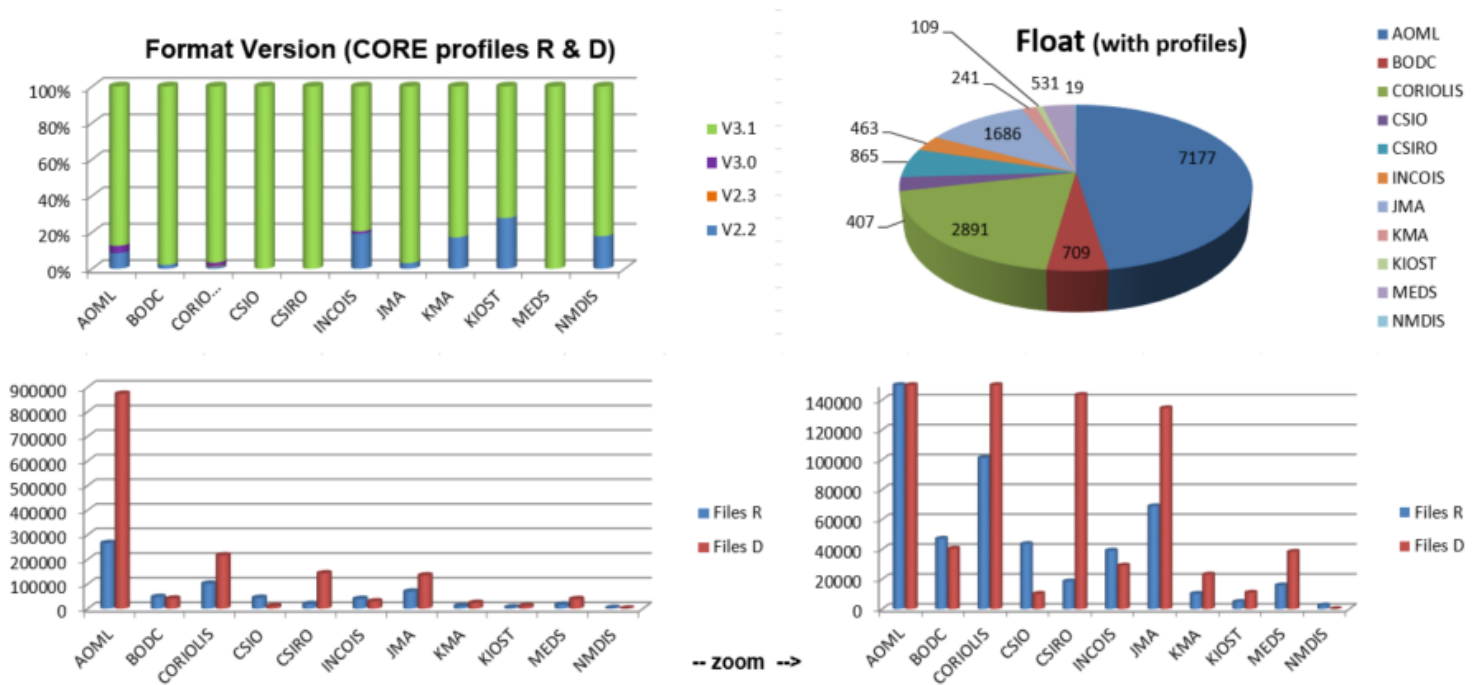 Format Version (CORE profiles R & D)
100%
80%
60%
40%
20%
0%
AOML
BODC
CORIO...
CSIO
CSIRO
INCOIS
JMA
KMA
KIOST
MEDS
NMDIS
V3.1
V3.0
V2.3
V2.2
Float (with profiles)
109
241
531
19
463
1686
7177
865
407
2891
709
AOML
BODC
CORIOLIS
CSIO
CSIRO
INCOIS
JMA
KMA
KIOST
MEDS
NMDIS
900000
800000
700000
600000
500000
400000
300000
200000
100000
0
AOML
BODC
CORIOLIS
CSIO
CSIRO
INCOIS
JMA
KMA
KIOST
MEDS
NMDIS
Files R
Files D
-- zoom -->
140000
120000
100000
80000
60000
40000
20000
0
AOML
BODC
CORIOLIS
CSIO
CSIRO
INCOIS
JMA
KMA
KIOST
MEDS
NMDIS
Files R
Files D